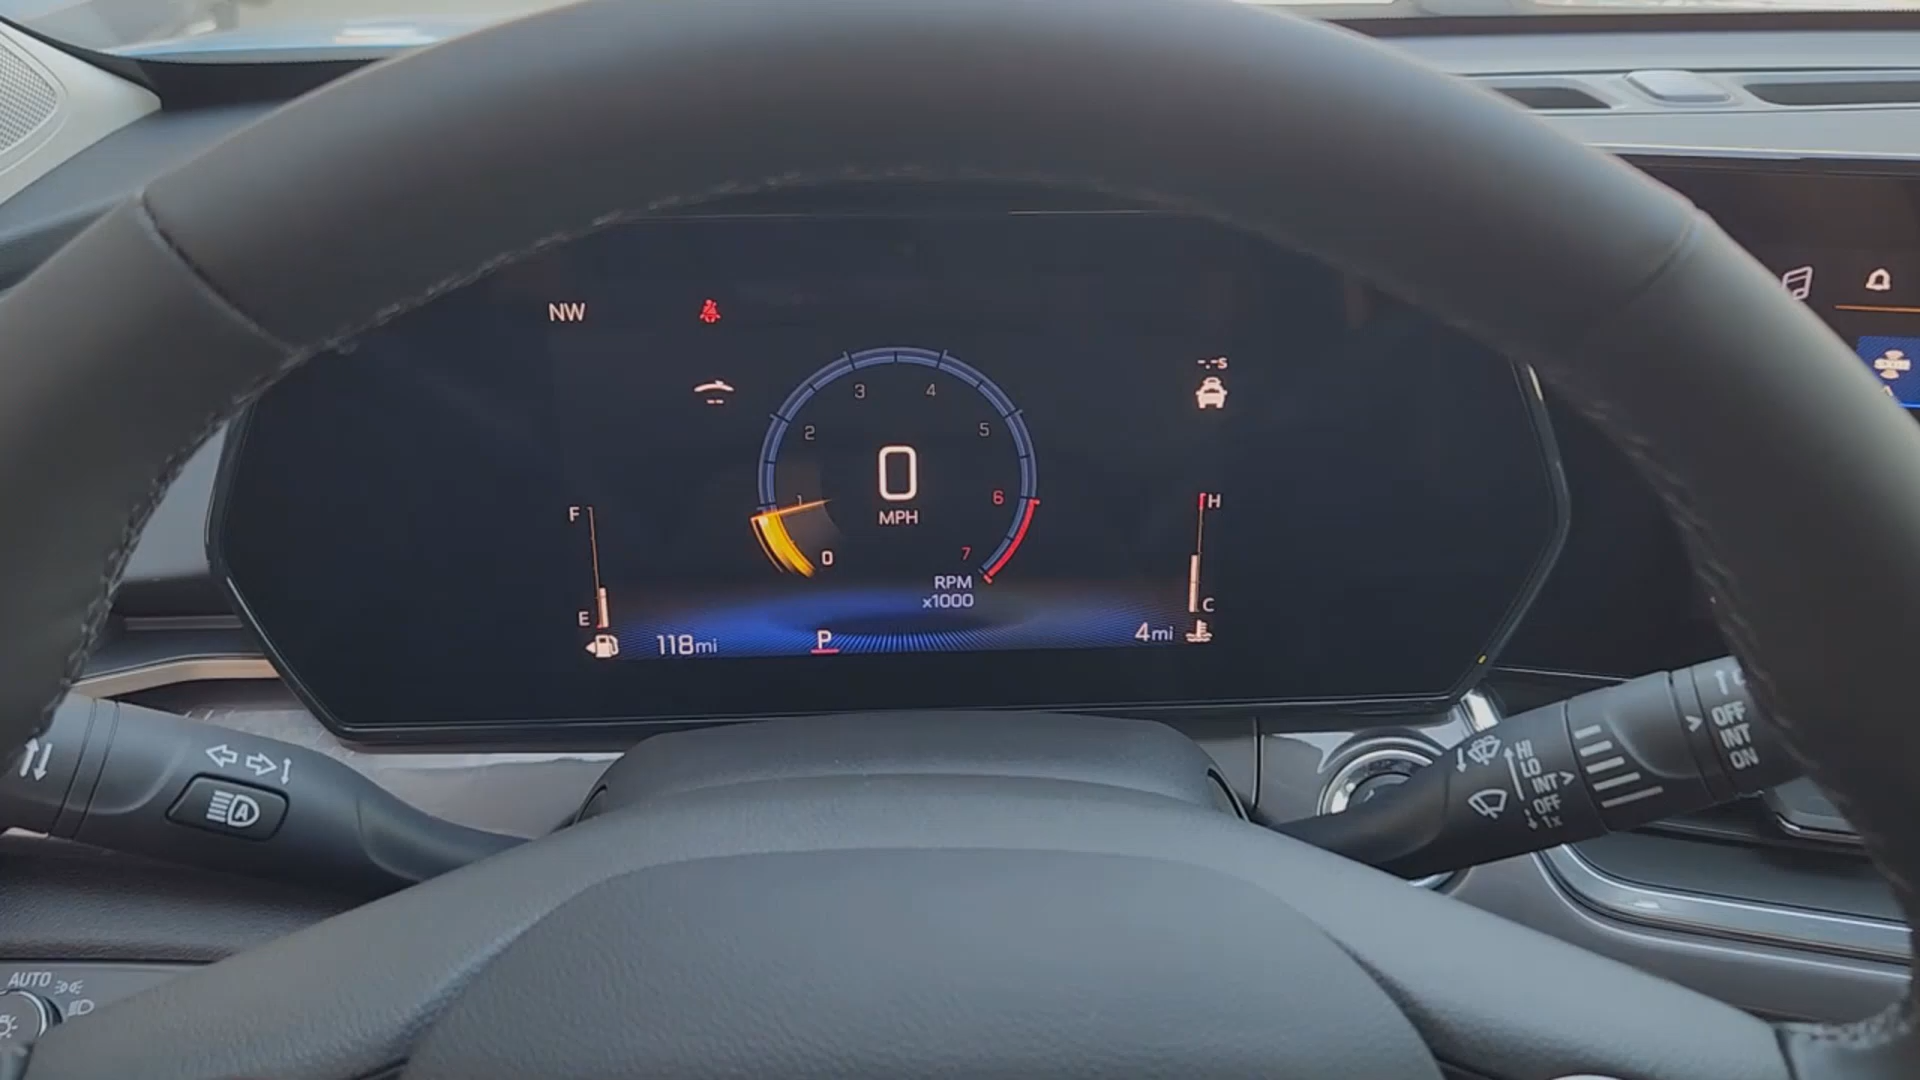 NW
-.-s
3
4
2
5
0
1
6
MPH
F
H
0
7
RPM
x1000
E
C
118mi
P
4mi
A
HI
LO
INT
OFF
1x
OFF
INT
ON
AUTO